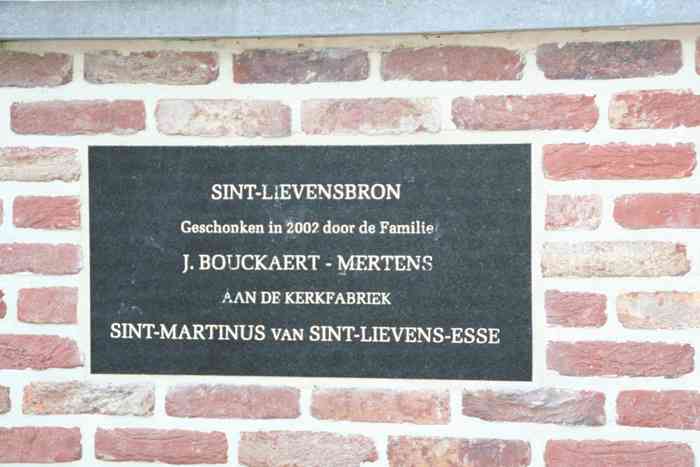 SINT-LIEVENSBRON
Geschonken in 2002 door de Familie
J. BOUCKAERT - MERTENS
AAN DE KERKFABRIEK
SINT-MARTINUS VAN SINT-LIEVENS-ESSE